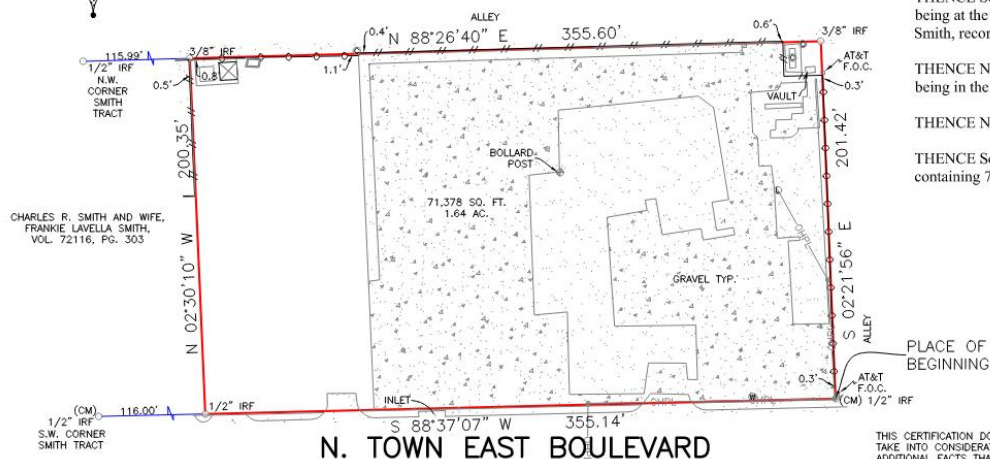 ALLEY
N 88°26'40" E 355.60'
0.4'
0.6'
3/8" IRF
115.99'
3/8" IRF
1/2" IRF
N.W.
CORNER
SMITH
TRACT
0.5'
0.8'
1.1'
AT&T
F.O.C.
0.3'
VAULT
200.35'
N 02°30'10" W
201.42'
S 02°21'56" E
BOLLARD
POST
71,378 SQ. FT.
1.64 AC.
CHARLES R. SMITH AND WIFE,
FRANKIE LAVELLA SMITH,
VOL. 72116, PG. 303
OHPL
GRAVEL TYP.
ALLEY
PLACE OF
BEGINNING
0.3'
AT&T
F.O.C.
(CM) 1/2" IRF
(CM)
1/2" IRF
S.W. CORNER
SMITH TRACT
116.00'
1/2" IRF
INLET
OHPL
OHPL
S 88°37'07" W 355.14'
N. TOWN EAST BOULEVARD
being at the
Smith, recor
THENCE N
being in the
THENCE N
THENCE S
containing 7
THIS CERTIFICATION DO
TAKE INTO CONSIDERAT